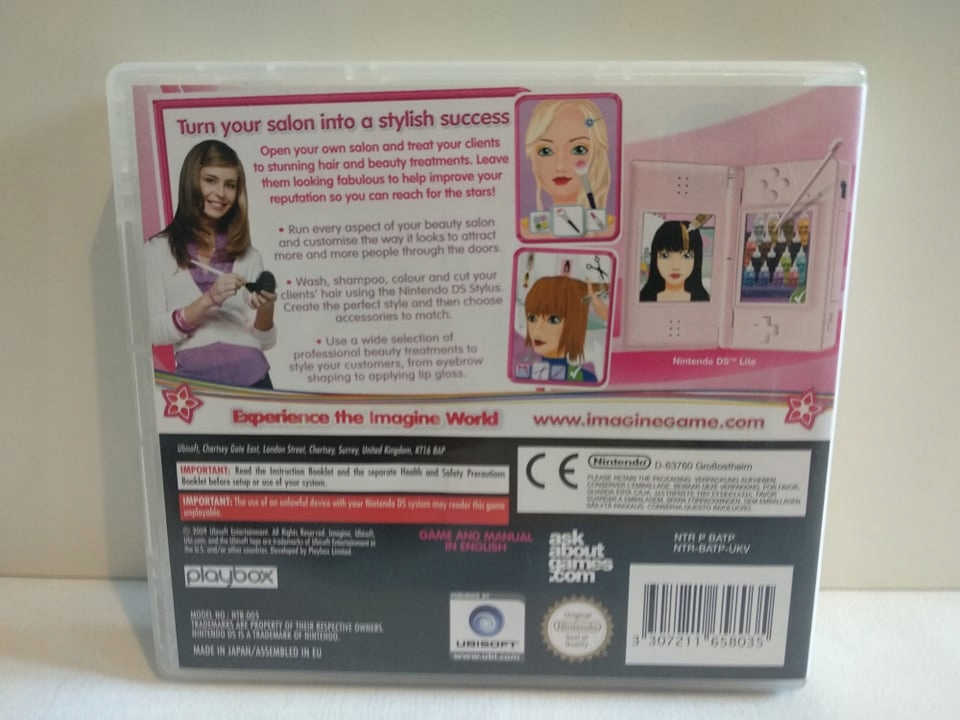 Turn your salon into a stylish success
Open your own salon and treat your clients
to stunning hair and beauty treatments. Leave
them looking fabulous to help improve your
reputation so you can reach for the stars!
• Run every aspect of your beauty salon
and customise the way it looks to attract
more and more people through the doors.
• Wash, shampoo, colour and cut your
clients' hair using the Nintendo DS Stylus.
Create the perfect style and then choose
accessories to match.
• Use a wide selection of
professional beauty treatments to
style your customers, from eyebrow
shaping to applying lip gloss.
Nintendo DS™ Lite
Experience the Imagine World
www.imaginegame.com
Ubisoft, Chertsey Gate East, London Street, Chertsey, Surrey, United Kingdom, KT16 8AP
IMPORTANT: Read the Instruction Booklet and the separate Health and Safety Precautions
Booklet before setup or use of your system.
IMPORTANT: The use of an unlawful device with your Nintendo DS system may render this game
unplayable.
CE
Nintendo D-63760 Großostheim
PLEASE RETAIN THE PACKAGING. VERPACKUNG AUFHEBEN.
CONSERVER L'EMBALLAGE. BEWAAR DEZE VERPAKKING. POR FAVOR,
GUARDA ESTA CAJA.
© 2009 Ubisoft Entertainment. All Rights Reserved. Imagine, Ubisoft,
Ubi.com, and the Ubisoft logo are trademarks of Ubisoft Entertainment in
the U.S. and/or other countries. Developed by Playbox Limited.
GAME AND MANUAL
IN ENGLISH
ask
about
games
.com
NTR P BATP
NTR-BATP-UKV
playbox
MODEL NO.: NTR-005
TRADEMARKS ARE PROPERTY OF THEIR RESPECTIVE OWNERS.
NINTENDO DS IS A TRADEMARK OF NINTENDO.
MADE IN JAPAN/ASSEMBLED IN EU
PUBLISHED BY
UBISOFT
www.ubi.com
Original
Nintendo
Seal of
Quality
3 307211 658035